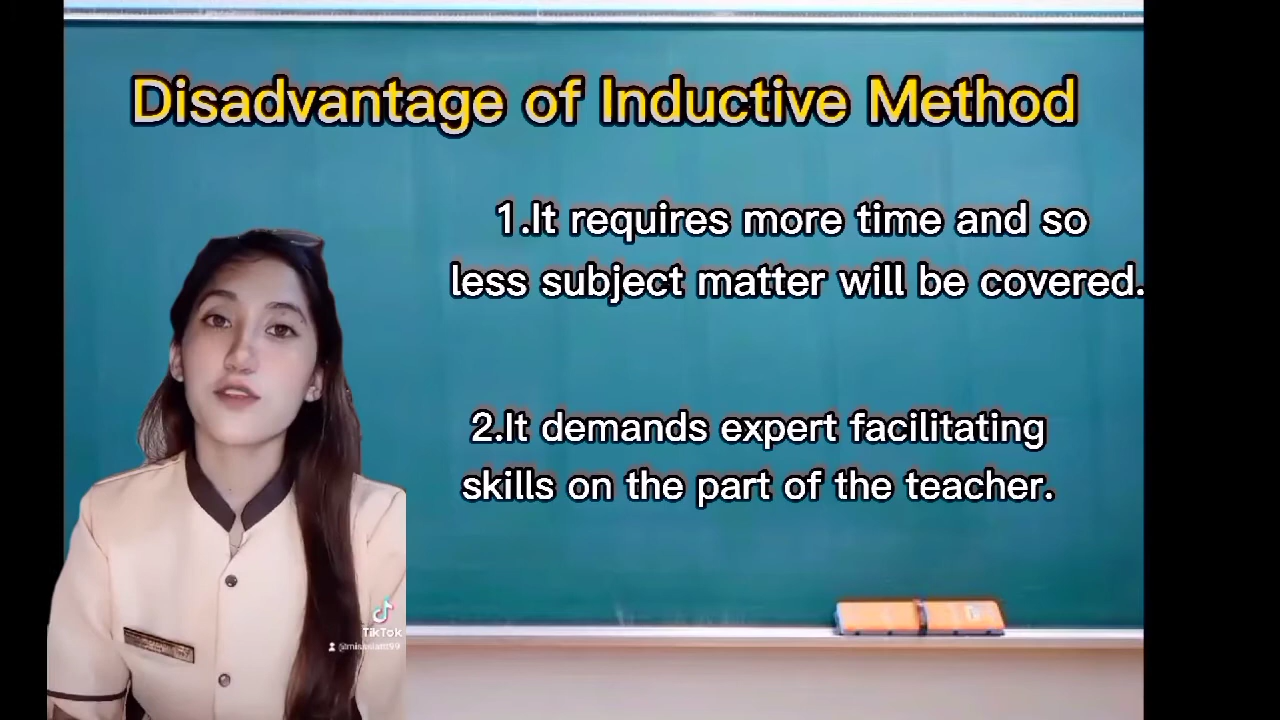 Disadvantage of Inductive Method
1.It requires more time and so
less subject matter will be covered.
2.It demands expert facilitating
skills on the part of the teacher.
TikTok